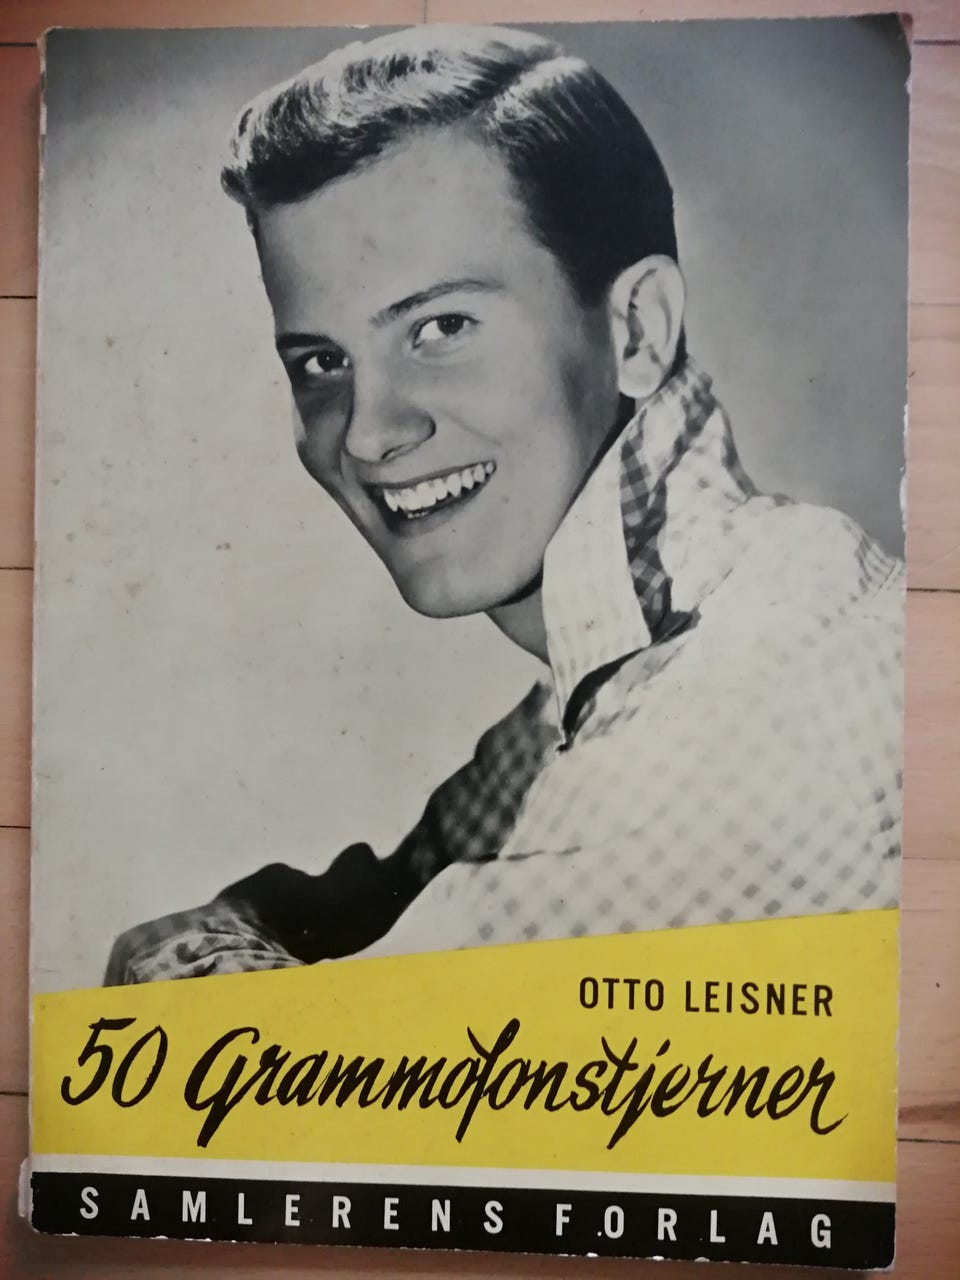 OTTO LEISNER
50 Grammofonstjerner
SAMLERENS FORLAG